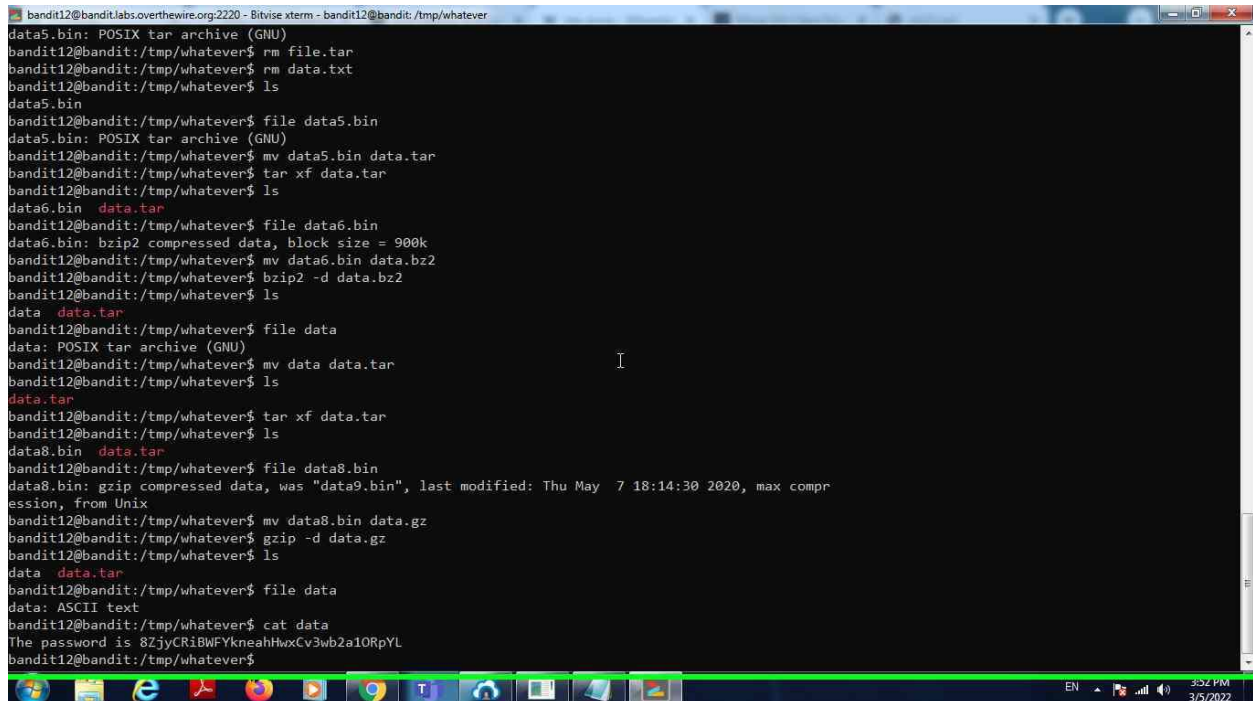 bandit12@bandit.labs.overthewire.org:2220 - Bitvise xterm - bandit12@bandit: /tmp/whatever
data5.bin: POSIX tar archive (GNU)
bandit12@bandit:/tmp/whatever$ rm file.tar
bandit12@bandit:/tmp/whatever$ rm data.txt
bandit12@bandit:/tmp/whatever$ ls
data5.bin
bandit12@bandit:/tmp/whatever$ file data5.bin
data5.bin: POSIX tar archive (GNU)
bandit12@bandit:/tmp/whatever$ mv data5.bin data.tar
bandit12@bandit:/tmp/whatever$ tar xf data.tar
bandit12@bandit:/tmp/whatever$ ls
data6.bin  data.tar
bandit12@bandit:/tmp/whatever$ file data6.bin
data6.bin: bzip2 compressed data, block size = 900k
bandit12@bandit:/tmp/whatever$ mv data6.bin data.bz2
bandit12@bandit:/tmp/whatever$ bzip2 -d data.bz2
bandit12@bandit:/tmp/whatever$ ls
data  data.tar
bandit12@bandit:/tmp/whatever$ file data
data: POSIX tar archive (GNU)
bandit12@bandit:/tmp/whatever$ mv data data.tar
bandit12@bandit:/tmp/whatever$ ls
data.tar
bandit12@bandit:/tmp/whatever$ tar xf data.tar
bandit12@bandit:/tmp/whatever$ ls
data8.bin  data.tar
bandit12@bandit:/tmp/whatever$ file data8.bin
data8.bin: gzip compressed data, was "data9.bin", last modified: Thu May  7 18:14:30 2020, max compr
ession, from Unix
bandit12@bandit:/tmp/whatever$ mv data8.bin data.gz
bandit12@bandit:/tmp/whatever$ gzip -d data.gz
bandit12@bandit:/tmp/whatever$ ls
data  data.tar
bandit12@bandit:/tmp/whatever$ file data
data: ASCII text
bandit12@bandit:/tmp/whatever$ cat data
The password is 8ZjyCRiBWFYkneahHwxCv3wb2a1ORpYL
bandit12@bandit:/tmp/whatever$
EN
3:52 PM
3/5/2022